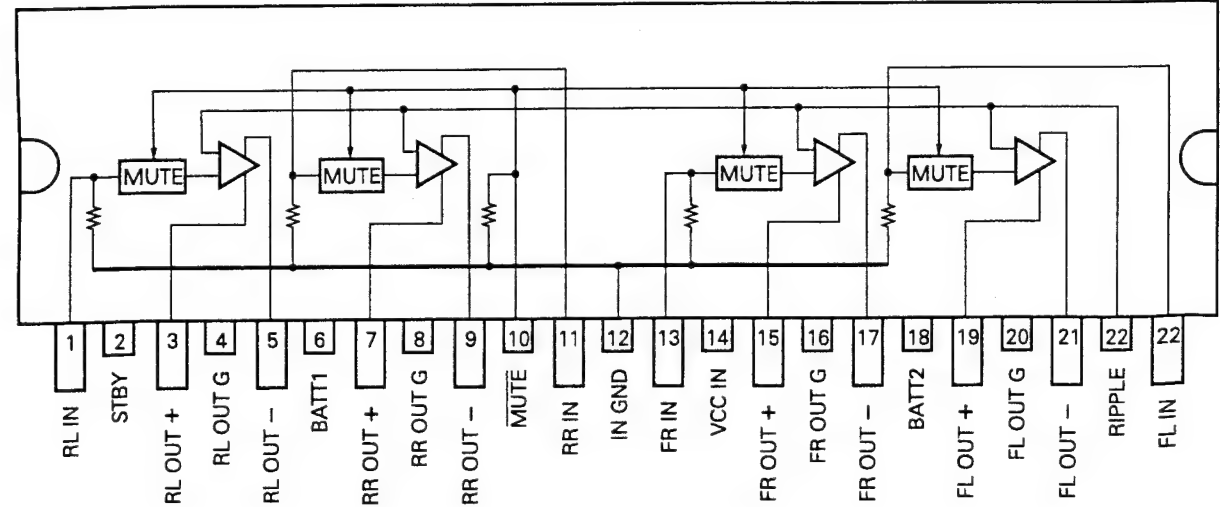 MUTE MUTE MUTE MUTE
1 2 3 4 5 6 7 8 9 10 11 12 13 14 15 16 17 18 19 20 21 22 22
RL IN
STBY
RL OUT +
RL OUT G
RL OUT -
BATT1
RR OUT +
RR OUT G
RR OUT -
MUTE
RR IN
IN GND
FR IN
VCC IN
FR OUT +
FR OUT G
FR OUT -
BATT2
FL OUT +
FL OUT G
FL OUT -
RIPPLE
FL IN